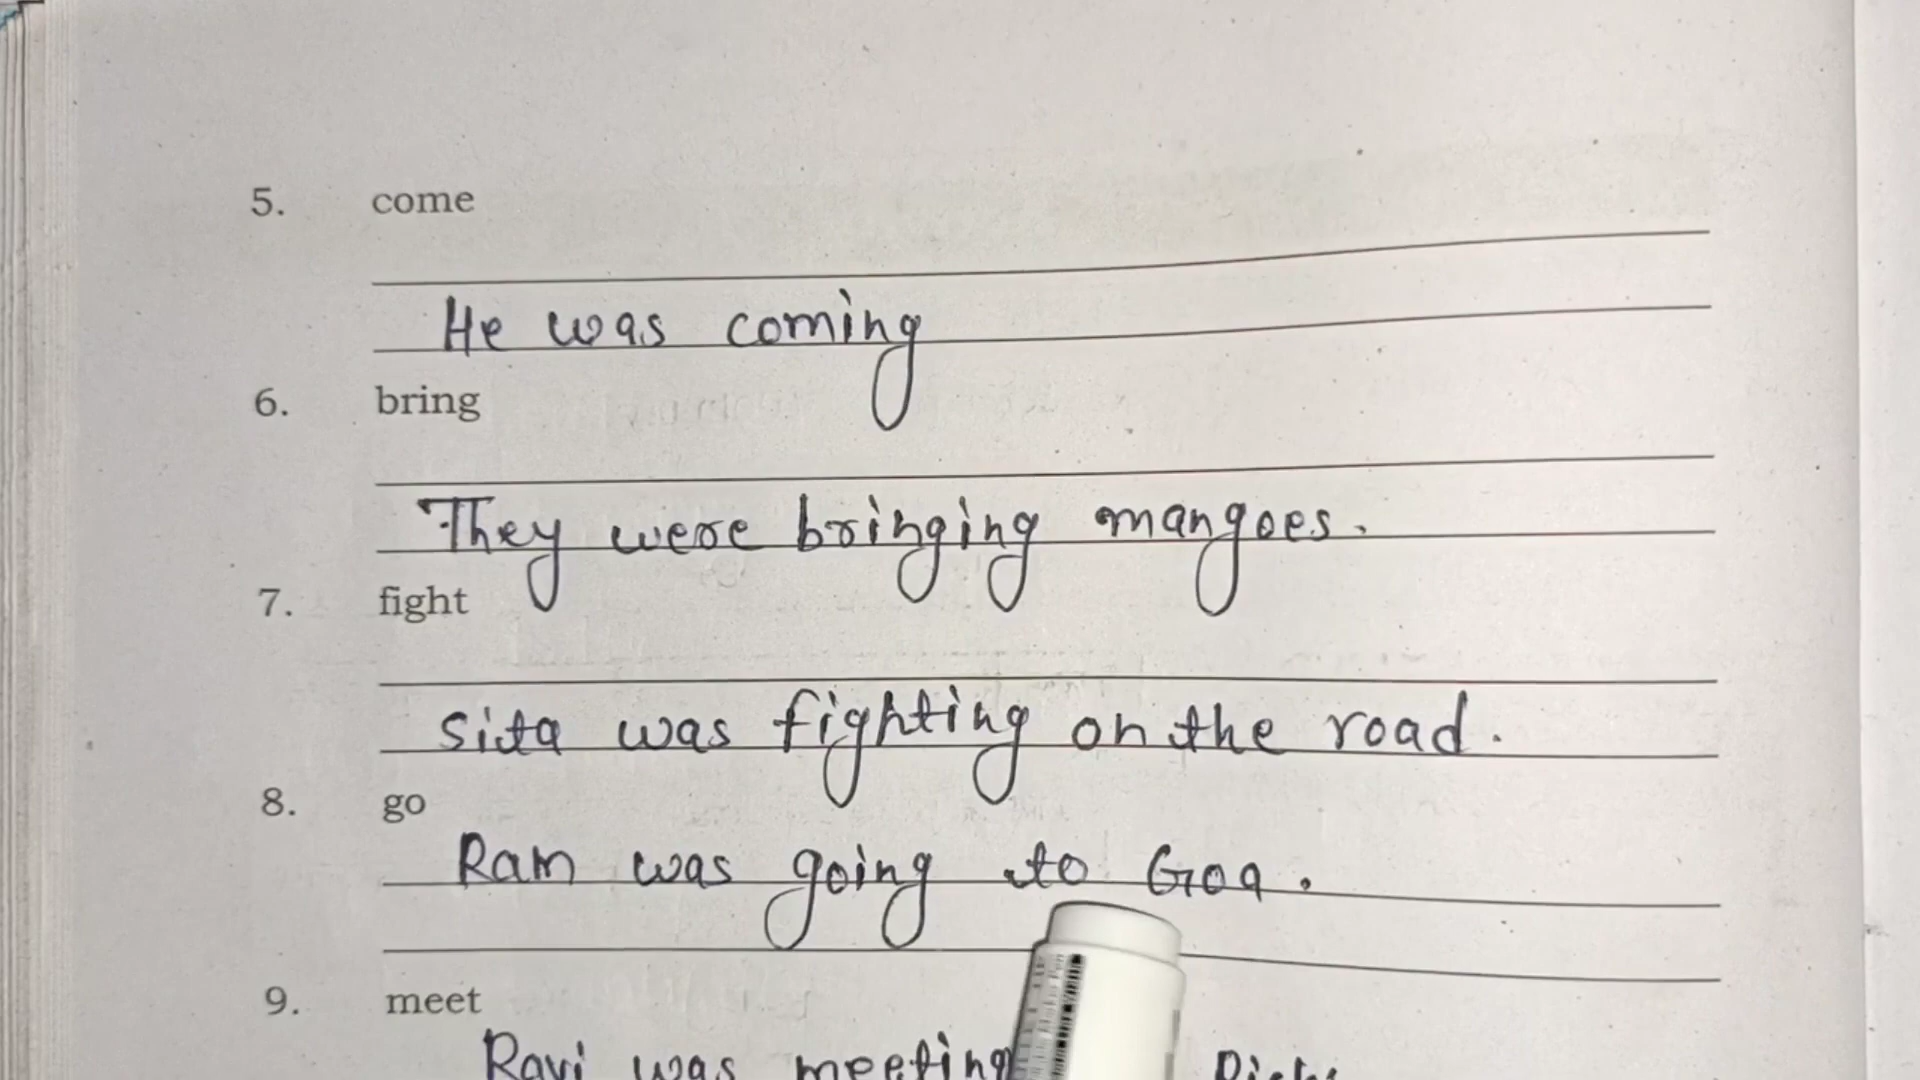 5. come
He was coming
6. bring
They were bringing mangoes.
7. fight
Sita was fighting on the road.
8. go
Ram was going to Goa.
9. meet
Ravi was meeting